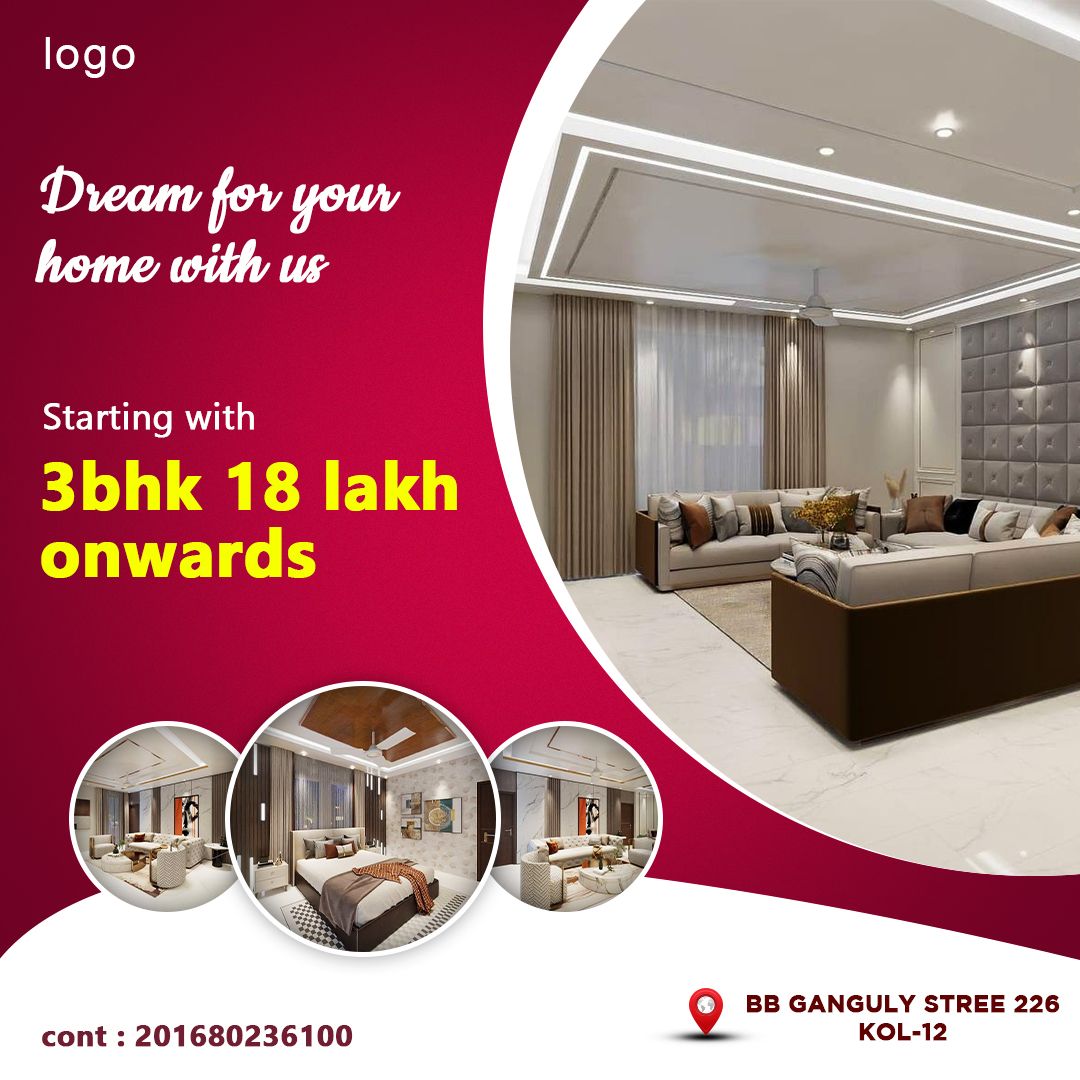 logo
Dream for your
home with us
Starting with
3bhk 18 lakh
onwards
BB GANGULY STREE 226
KOL-12
cont : 201680236100